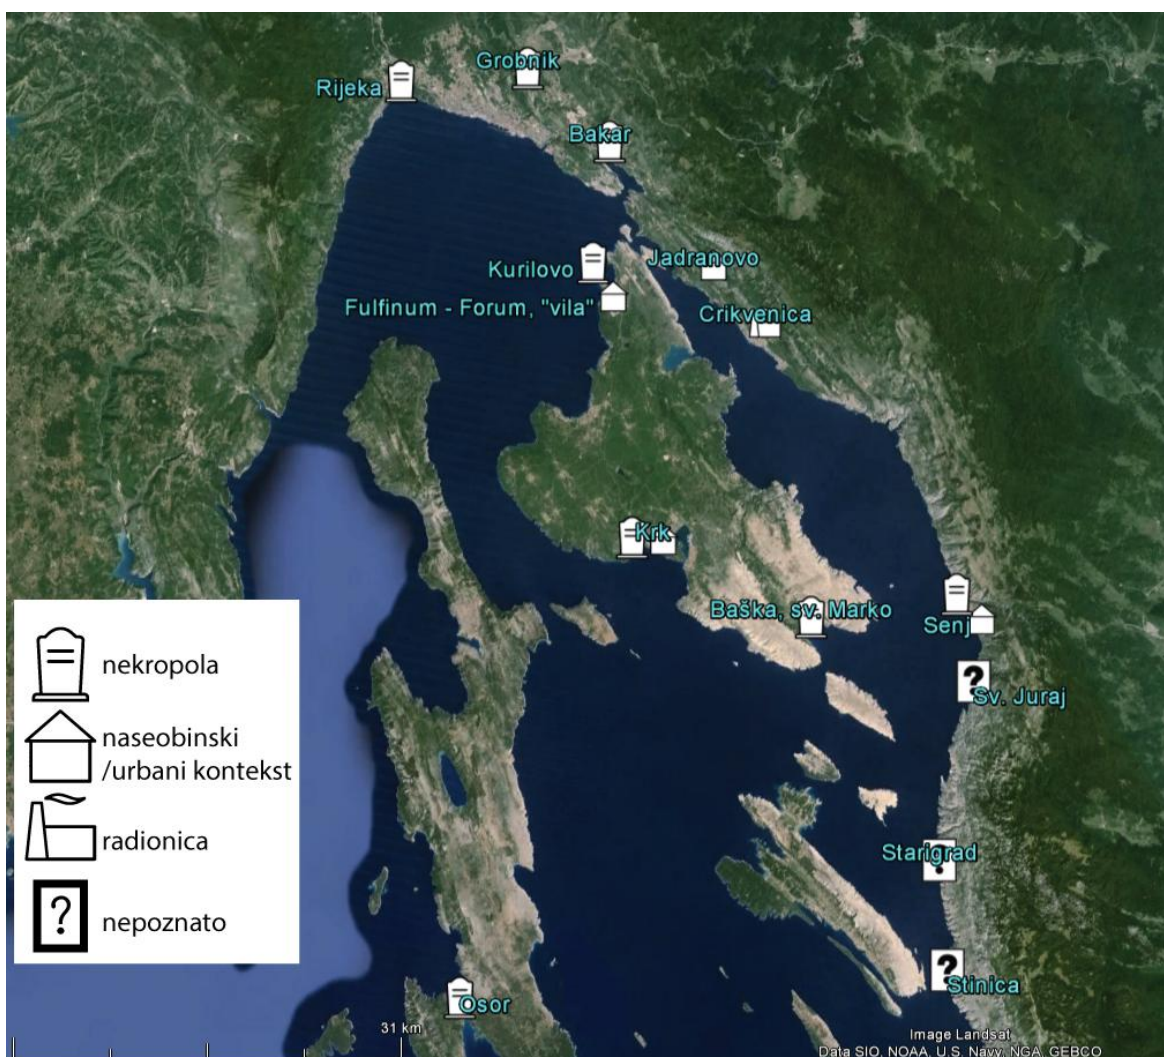 Grobnik
Rijeka
Bakar
Kurilovo
Jadranovo
Fulfinum - Forum, "vila"
Crikvenica
Krk
Baška, sv. Marko
Senj
?
Sv. Juraj
nekropola
naseobinski
/urbani kontekst
radionica
?
nepoznato
Starigrad
?
?
Stinica
Osor
31 km
Image Landsat
Data SIO, NOAA, U.S. Navy, NGA, GEBCO